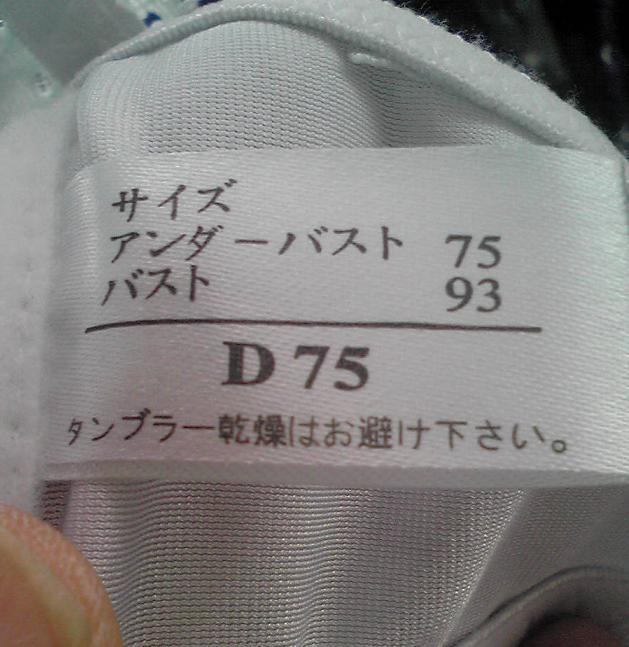 サイズ
アンダーバスト 75
バスト 93
D 75
タンブラー乾燥はお避け下さい。